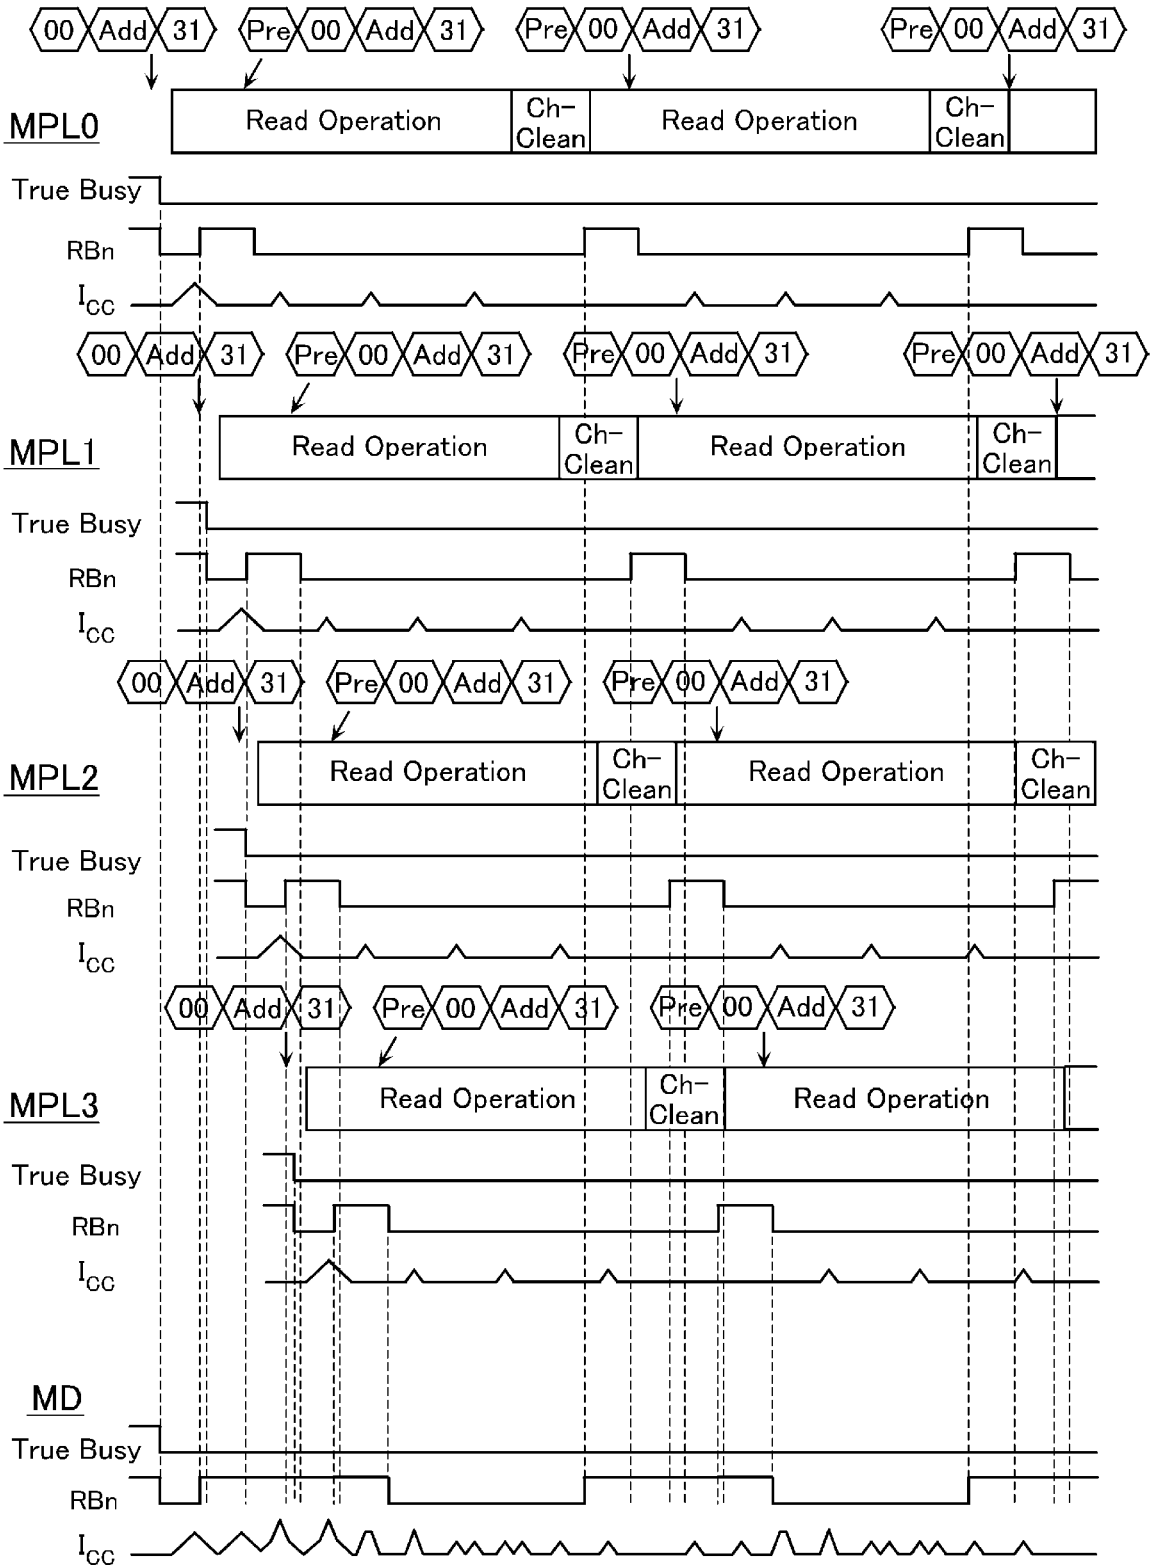 00 Add 31 Pre 00 Add 31 Pre 00 Add 31 Pre 00 Add 31
MPL0 Read Operation Ch-Clean Read Operation Ch-Clean
True Busy
RBn
ICC
00 Add 31 Pre 00 Add 31 Pre 00 Add 31 Pre 00 Add 31
MPL1 Read Operation Ch-Clean Read Operation Ch-Clean
True Busy
RBn
ICC
00 Add 31 Pre 00 Add 31 Pre 00 Add 31
MPL2 Read Operation Ch-Clean Read Operation Ch-Clean
True Busy
RBn
ICC
00 Add 31 Pre 00 Add 31 Pre 00 Add 31
MPL3 Read Operation Ch-Clean Read Operation
True Busy
RBn
ICC
MD
True Busy
RBn
ICC